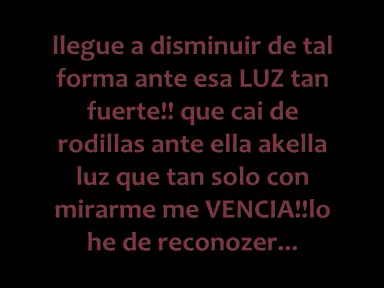 llegue a disminuir de tal
forma ante esa LUZ tan
fuerte!! que cai de
rodillas ante ella akella
luz que tan solo con
mirarme me VENCIA!!lo
he de reconozer...